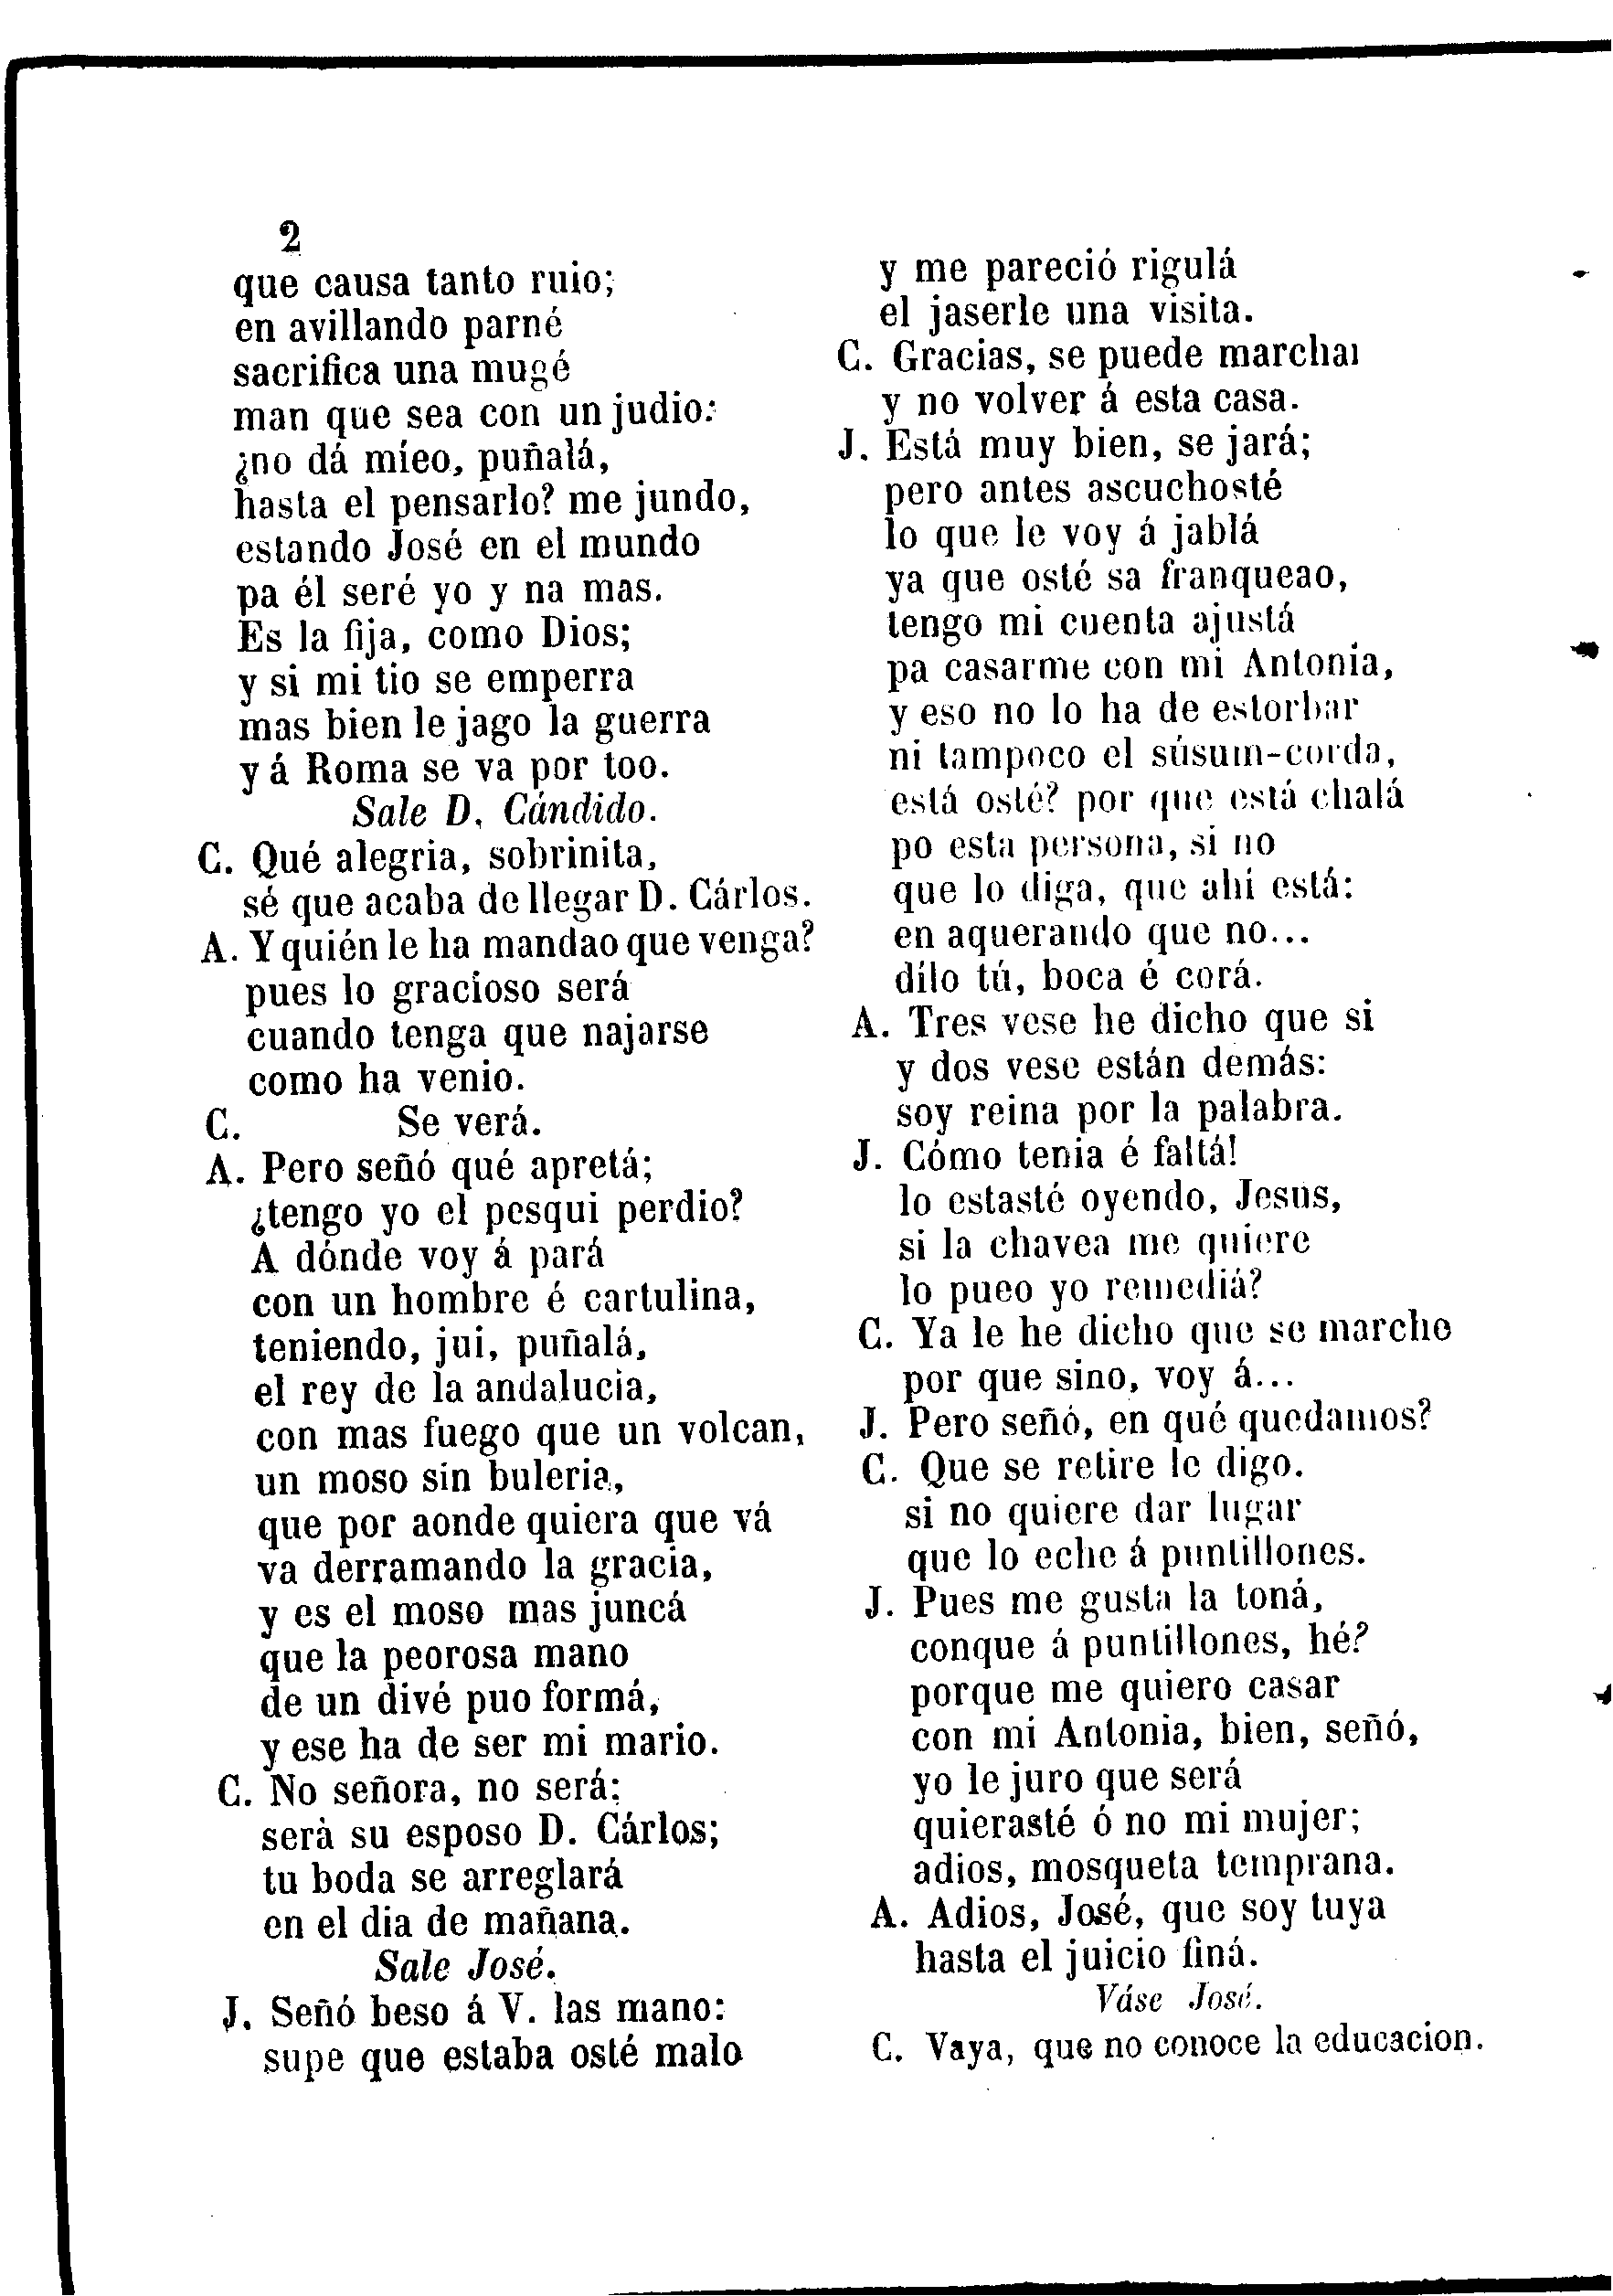 2
que causa tanto ruio;
en avillando parné
sacrifica una mugé
man que sea con un judio:
¿no dá mieo, puñalá,
hasta el pensarlo? me jundo,
estando José en el mundo
pa él seré yo y na mas.
Es la fija, como Dios;
y si mi tio se emperra
mas bien le jago la guerra
y á Roma se va por too.
Sale D. Cándido.
C. Qué alegria, sobrinita,
sé que acaba de llegar D. Cárlos.
A. Y quién le ha mandao que venga?
pues lo gracioso será
cuando tenga que najarse
como ha venio.
C. Se verá.
A. Pero señó qué apretá;
¿tengo yo el pesqui perdio?
A dónde voy á pará
con un hombre é cartulina,
teniendo, jui, puñalá,
el rey de la andalucia,
con mas fuego que un volcan,
un moso sin buleria,
que por aonde quiera que vá
va derramando la gracia,
y es el moso mas juncá
que la peorosa mano
de un divé puo formá,
y ese ha de ser mi mario.
C. No señora, no será;
serà su esposo D. Cárlos;
tu boda se arreglará
en el dia de mañana.
Sale José.
J. Señó beso á V. las mano:
supe que estaba osté malo
y me pareció rigulá
el jaserle una visita.
C. Gracias, se puede marchar
y no volver á esta casa.
J. Está muy bien, se jará;
pero antes ascuchosté
lo que le voy á jablá
ya que osté sa franqueao,
tengo mi cuenta ajustá
pa casarme con mi Antonia,
y eso no lo ha de estorbar
ni tampoco el súsum-corda,
está osté? por que está chalá
po esta persona, si no
que lo diga, que ahi está:
en aquerando que no...
dílo tú, boca é corá.
A. Tres vese he dicho que si
y dos vese están demás:
soy reina por la palabra.
J. Cómo tenia é faltá!
lo estasté oyendo, Jesus,
si la chavea me quiere
lo pueo yo remediá?
C. Ya le he dicho que se marche
por que sino, voy á...
J. Pero señó, en qué quedamos?
C. Que se retire le digo.
si no quiere dar lugar
que lo eche á puntillones.
J. Pues me gusta la toná,
conque á puntillones, hé?
porque me quiero casar
con mi Antonia, bien, señó,
yo le juro que será
quierasté ó no mi mujer;
adios, mosqueta temprana.
A. Adios, José, que soy tuya
hasta el juicio finá.
Váse José.
C. Vaya, que no conoce la educacion.